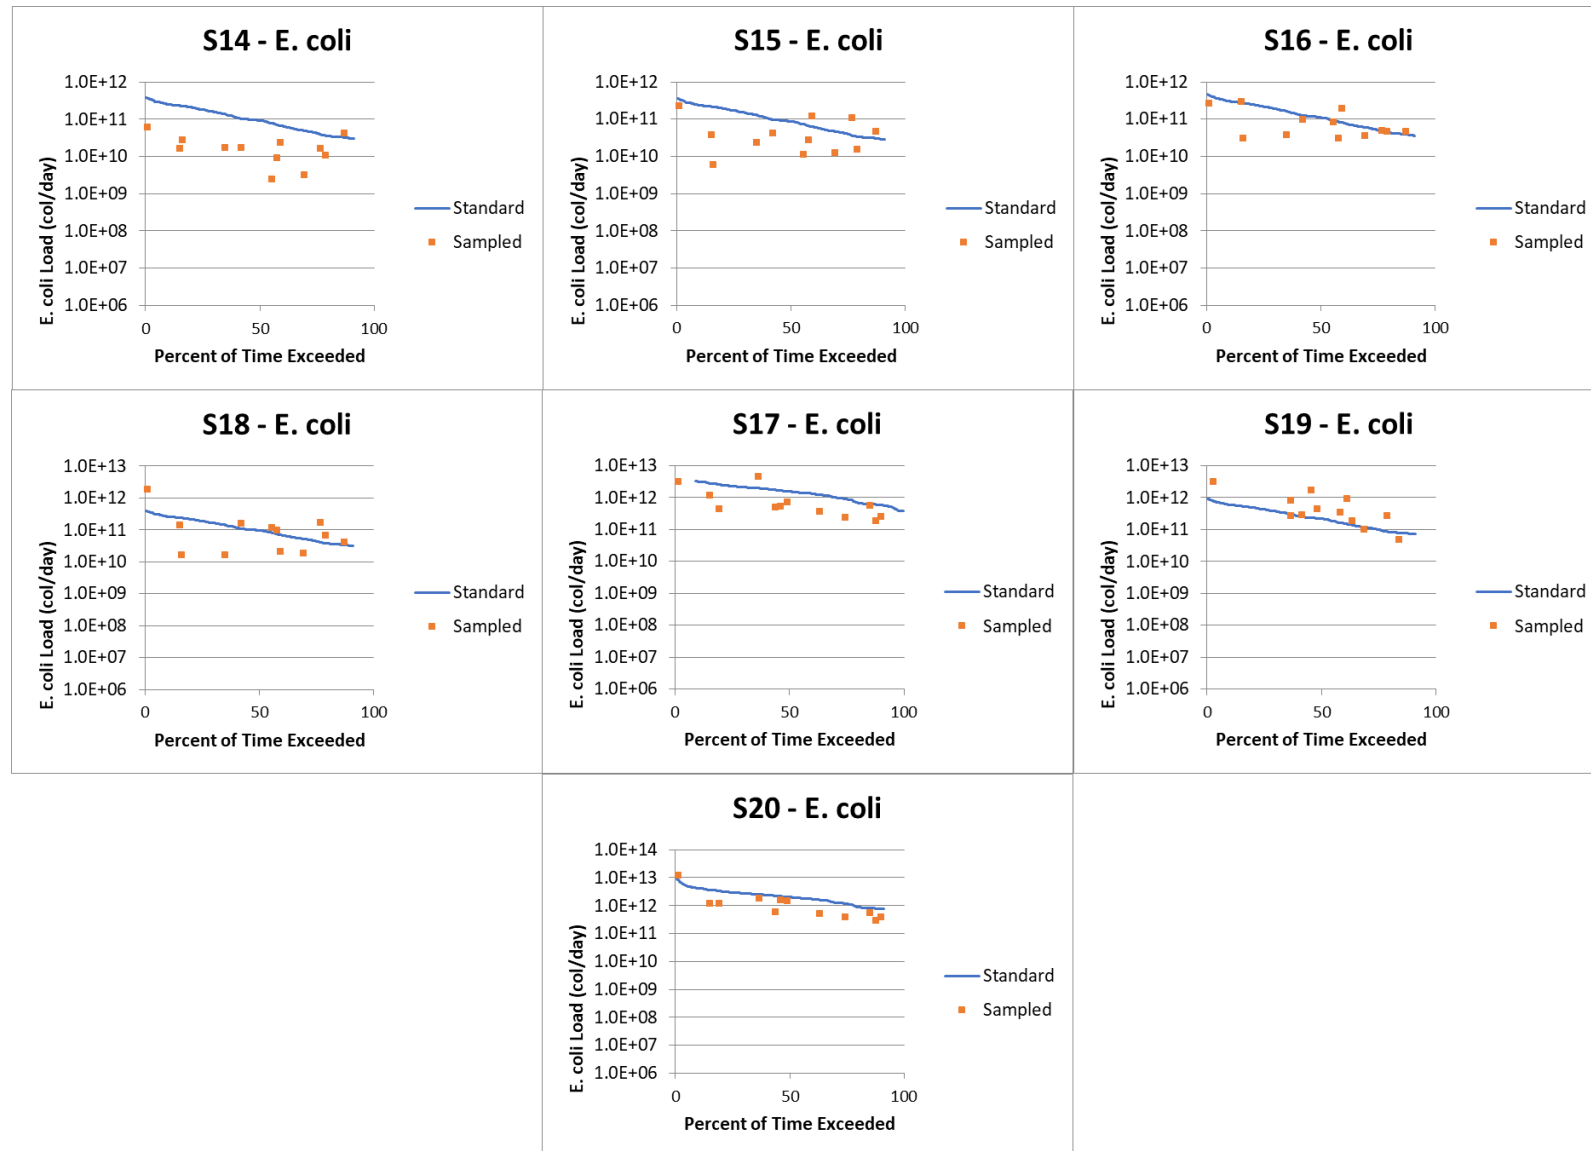 S14 - E. coli
1.0E+12
1.0E+11
1.0E+10
1.0E+09
1.0E+08
1.0E+07
1.0E+06
E. coli Load (col/day)
0 50 100
Percent of Time Exceeded
Standard
Sampled
S15 - E. coli
1.0E+12
1.0E+11
1.0E+10
1.0E+09
1.0E+08
1.0E+07
1.0E+06
E. coli Load (col/day)
0 50 100
Percent of Time Exceeded
Standard
Sampled
S16 - E. coli
1.0E+12
1.0E+11
1.0E+10
1.0E+09
1.0E+08
1.0E+07
1.0E+06
E. coli Load (col/day)
0 50 100
Percent of Time Exceeded
Standard
Sampled
S18 - E. coli
1.0E+13
1.0E+12
1.0E+11
1.0E+10
1.0E+09
1.0E+08
1.0E+07
1.0E+06
E. coli Load (col/day)
0 50 100
Percent of Time Exceeded
Standard
Sampled
S17 - E. coli
1.0E+13
1.0E+12
1.0E+11
1.0E+10
1.0E+09
1.0E+08
1.0E+07
1.0E+06
E. coli Load (col/day)
0 50 100
Percent of Time Exceeded
Standard
Sampled
S19 - E. coli
1.0E+13
1.0E+12
1.0E+11
1.0E+10
1.0E+09
1.0E+08
1.0E+07
1.0E+06
E. coli Load (col/day)
0 50 100
Percent of Time Exceeded
Standard
Sampled
S20 - E. coli
1.0E+14
1.0E+13
1.0E+12
1.0E+11
1.0E+10
1.0E+09
1.0E+08
1.0E+07
1.0E+06
E. coli Load (col/day)
0 50 100
Percent of Time Exceeded
Standard
Sampled